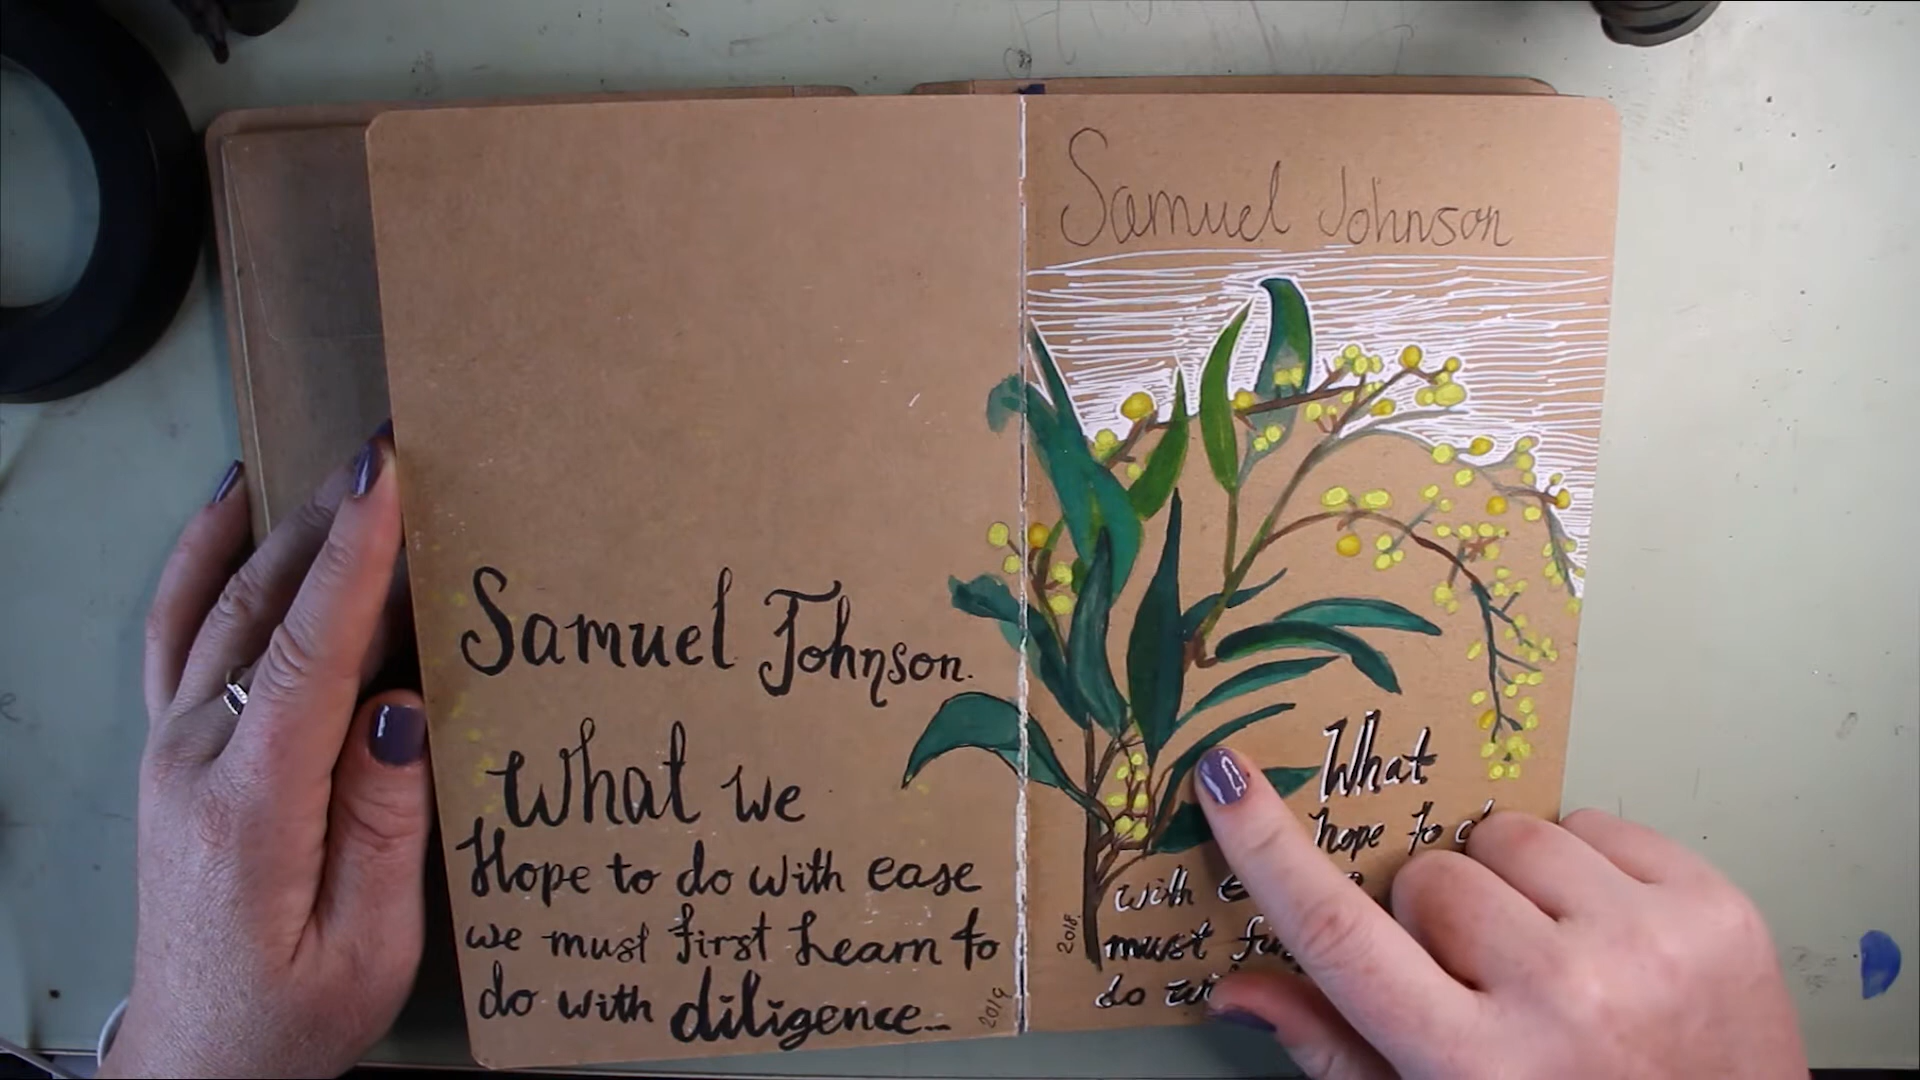 Samuel Johnson.
What we
Hope to do with ease
we must first Learn to
do with diligence...
2019
Samuel Johnson
What
hope to
with
must
do
2018